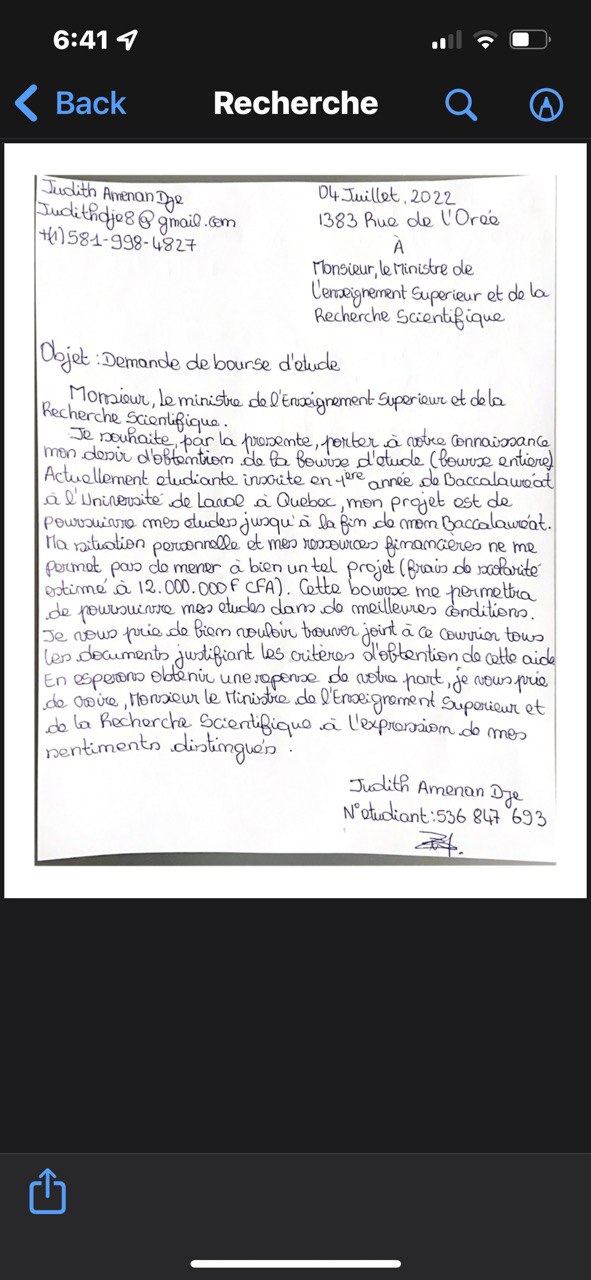 6:41
Back
Recherche
Judith Amenan Dje
Judithdje8@gmail.com
+(1)581-998-4827
04 Juillet, 2022
1383 Rue de l'Orée
À
Monsieur, le Ministre de
L'enseignement Superieur et de la
Recherche Scientifique
Objet : Demande de bourse d'etude
Monsieur, le ministre de l'Enseignement Superieur et de la
Recherche Scientifique.
Je souhaite, par la presente, porter à votre connaissance
mon desir d'obtention de la bourse d'etude (bourse entière)
Actuellement etudiante inscrite en 1ere année de Baccalaureat
à l'Université de Laval à Quebec, mon projet est de
poursuivre mes etudes jusqu'à la fin de mon Baccalaureat.
Ma situation personnelle et mes ressources financières ne me
permet pas de mener à bien un tel projet (frais de scolarité
estimé à 12.000.000 F CFA). Cette bourse me permettra
de poursuivre mes etudes dans de meilleures conditions.
Je vous prie de bien vouloir trouver joint à ce courrier tous
les documents justifiant les critères d'obtention de cette aide
En esperons obtenir une reponse de votre part, je vous prie
de croire, Monsieur le Ministre de l'Enseignement Superieur et
de la Recherche Scientifique à l'expression de mes
sentiments distingués.
Judith Amenan Dje
N°etudiant:536 847 693